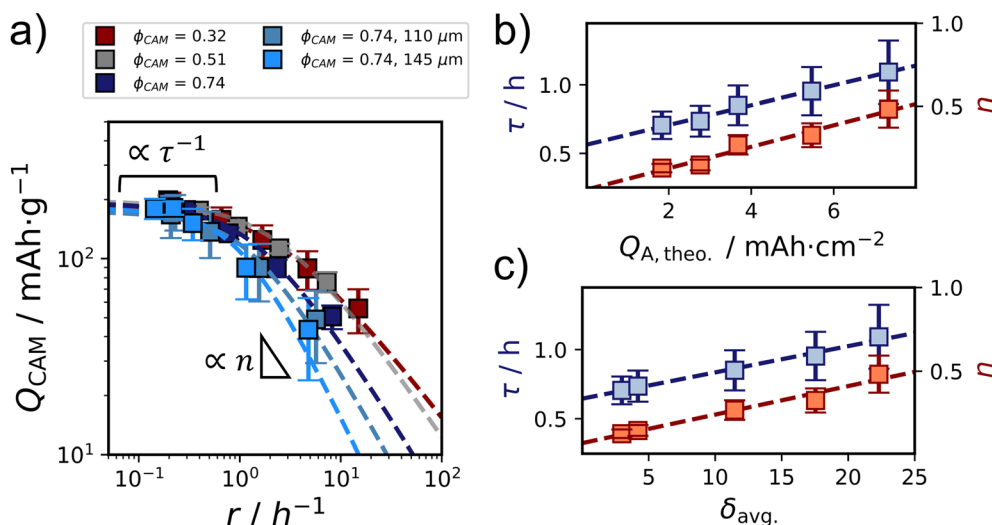 a)
ϕCAM = 0.32
ϕCAM = 0.51
ϕCAM = 0.74
ϕCAM = 0.74, 110 μm
ϕCAM = 0.74, 145 μm
∝ τ⁻¹
∝ n
10²
10¹
QCAM / mAh·g⁻¹
10⁻¹ 10⁰ 10¹ 10²
r / h⁻¹
b)
1.0
0.5
τ / h
1.0
0.5
n
2 4 6
QA, theo. / mAh·cm⁻²
c)
1.0
0.5
τ / h
1.0
0.5
n
5 10 15 20 25
δavg.